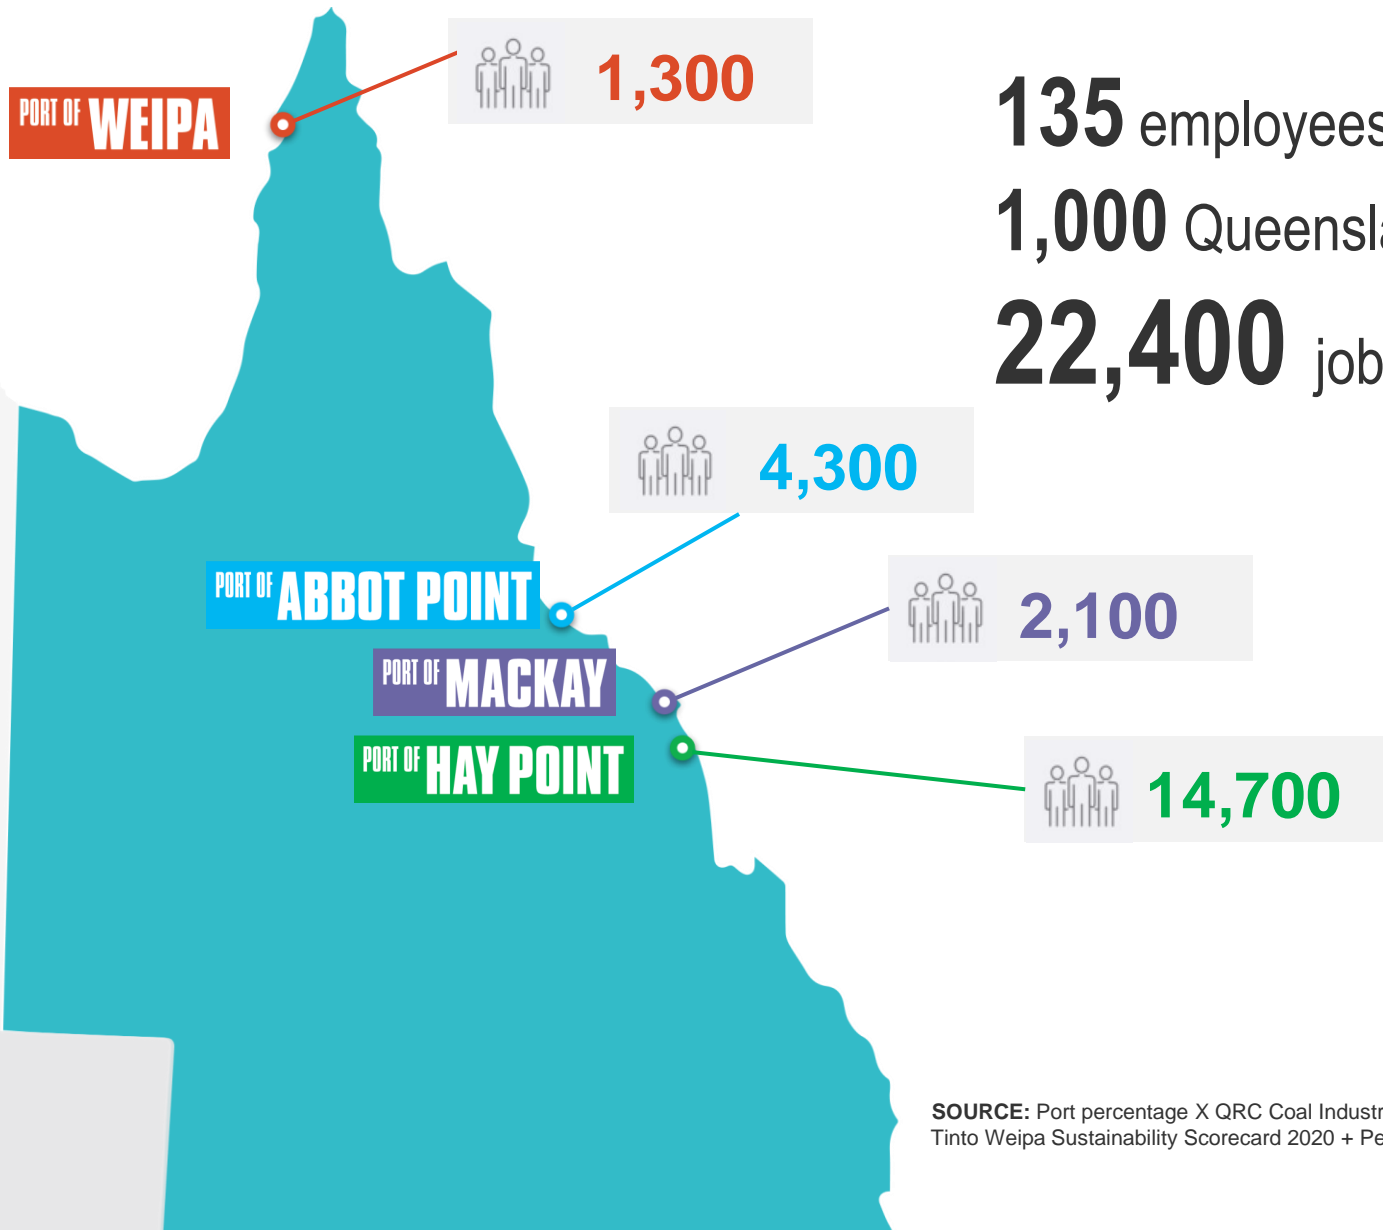 PORT OF WEIPA
1,300
135 employees
1,000 Queensla
22,400 job
4,300
PORT OF ABBOT POINT
2,100
PORT OF MACKAY
PORT OF HAY POINT
14,700
SOURCE: Port percentage X QRC Coal Industr
Tinto Weipa Sustainability Scorecard 2020 + Pe